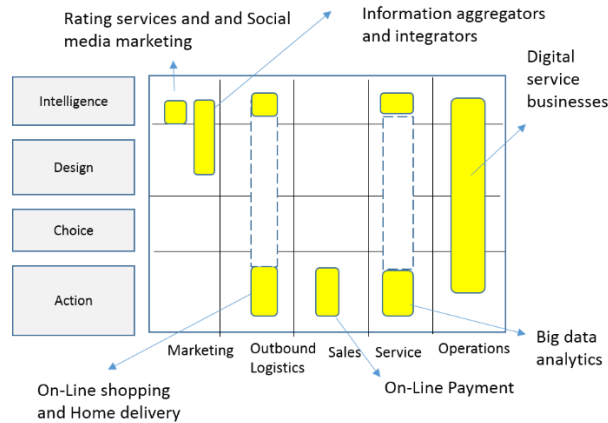 Rating services and and Social
media marketing
Information aggregators
and integrators
Digital
service
businesses
Intelligence
Design
Choice
Action
Marketing
Outbound
Logistics
Sales
Service
Operations
Big data
analytics
On-Line shopping
and Home delivery
On-Line Payment